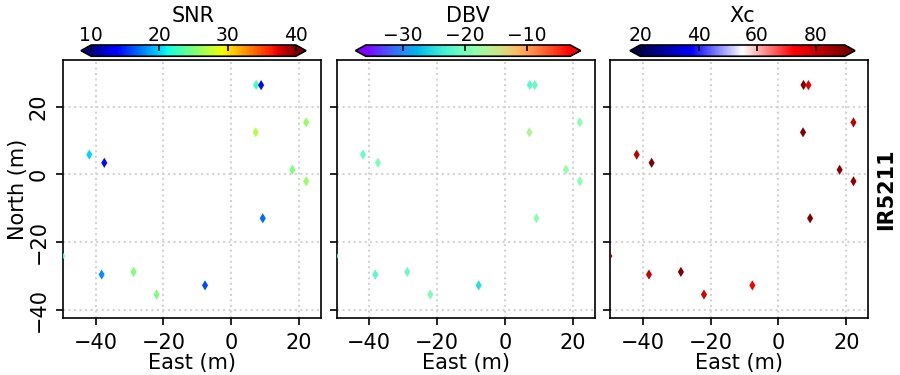 SNR DBV Xc
10 20 30 40 −30 −20 −10 20 40 60 80
20
0
−20
−40
North (m)
IR5211
−40 −20 0 20 −40 −20 0 20 −40 −20 0 20
East (m) East (m) East (m)